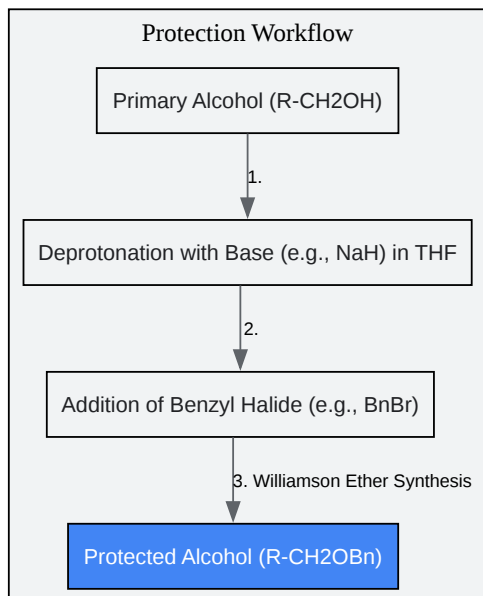 Protection Workflow
Primary Alcohol (R-CH2OH)
1.
Deprotonation with Base (e.g., NaH) in THF
2.
Addition of Benzyl Halide (e.g., BnBr)
3. Williamson Ether Synthesis
Protected Alcohol (R-CH2OBn)